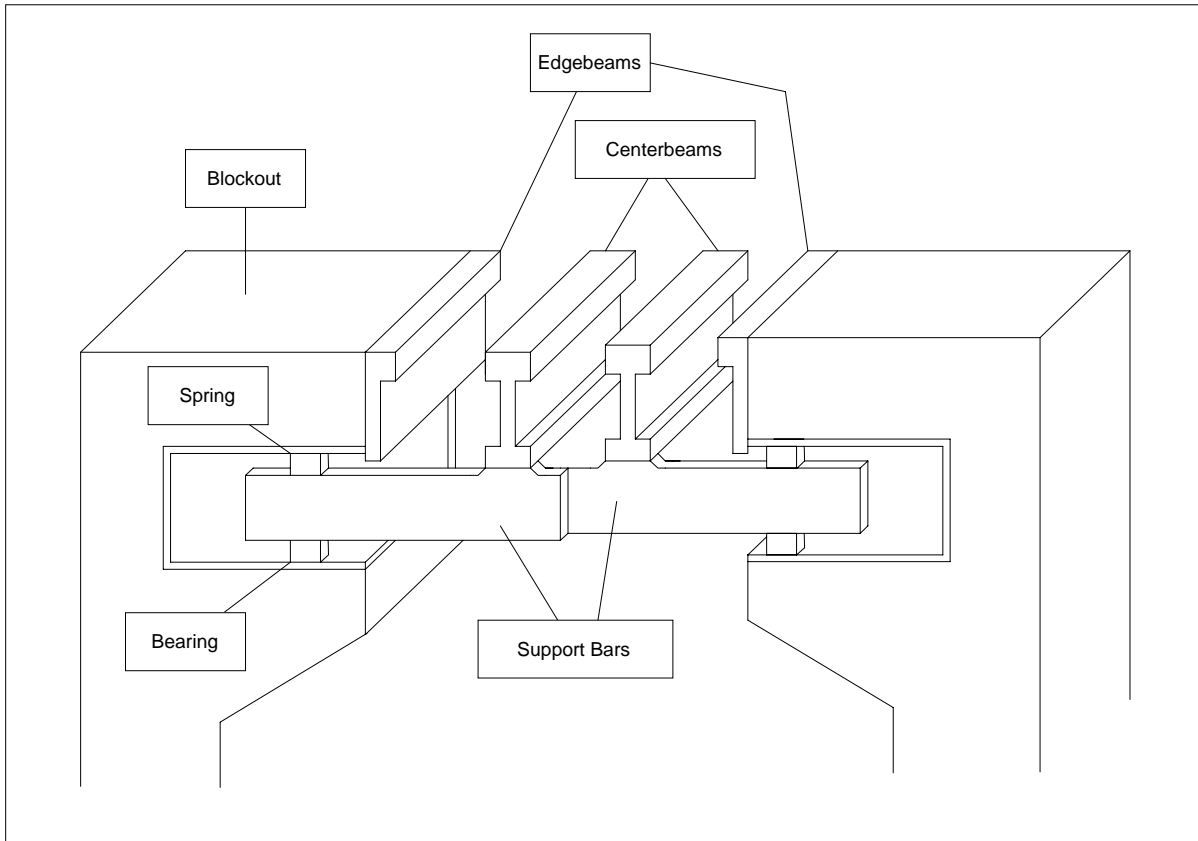 Edgebeams
Centerbeams
Blockout
Spring
Bearing
Support Bars